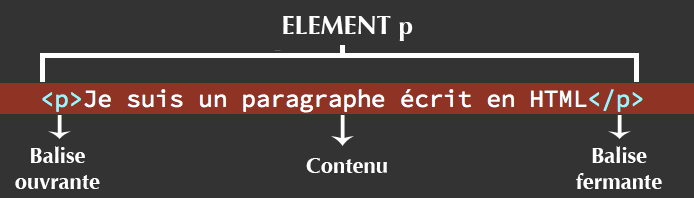 ELEMENT p
<p>Je suis un paragraphe écrit en HTML</p>
Balise
ouvrante
Contenu
Balise
fermante